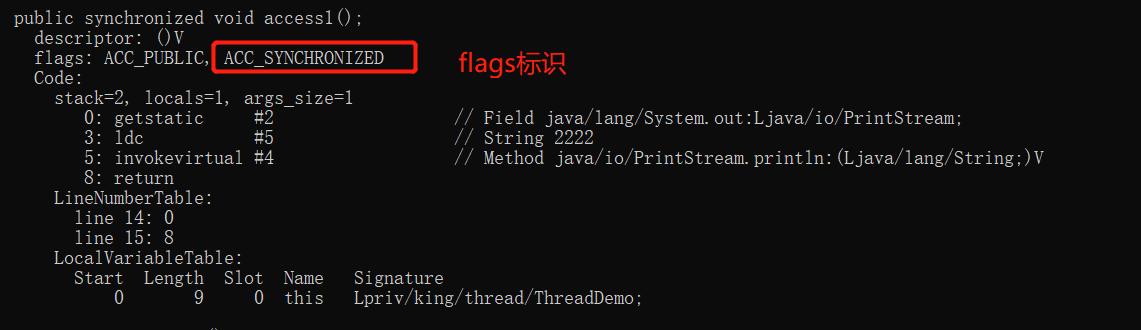 public synchronized void access1();
descriptor: ()V
flags: ACC_PUBLIC, ACC_SYNCHRONIZED
flags标识
Code:
stack=2, locals=1, args_size=1
0: getstatic #2 // Field java/lang/System.out:Ljava/io/PrintStream;
3: ldc #5 // String 2222
5: invokevirtual #4 // Method java/io/PrintStream.println:(Ljava/lang/String;)V
8: return
LineNumberTable:
line 14: 0
line 15: 8
LocalVariableTable:
Start Length Slot Name Signature
0 9 0 this Lpriv/king/thread/ThreadDemo;